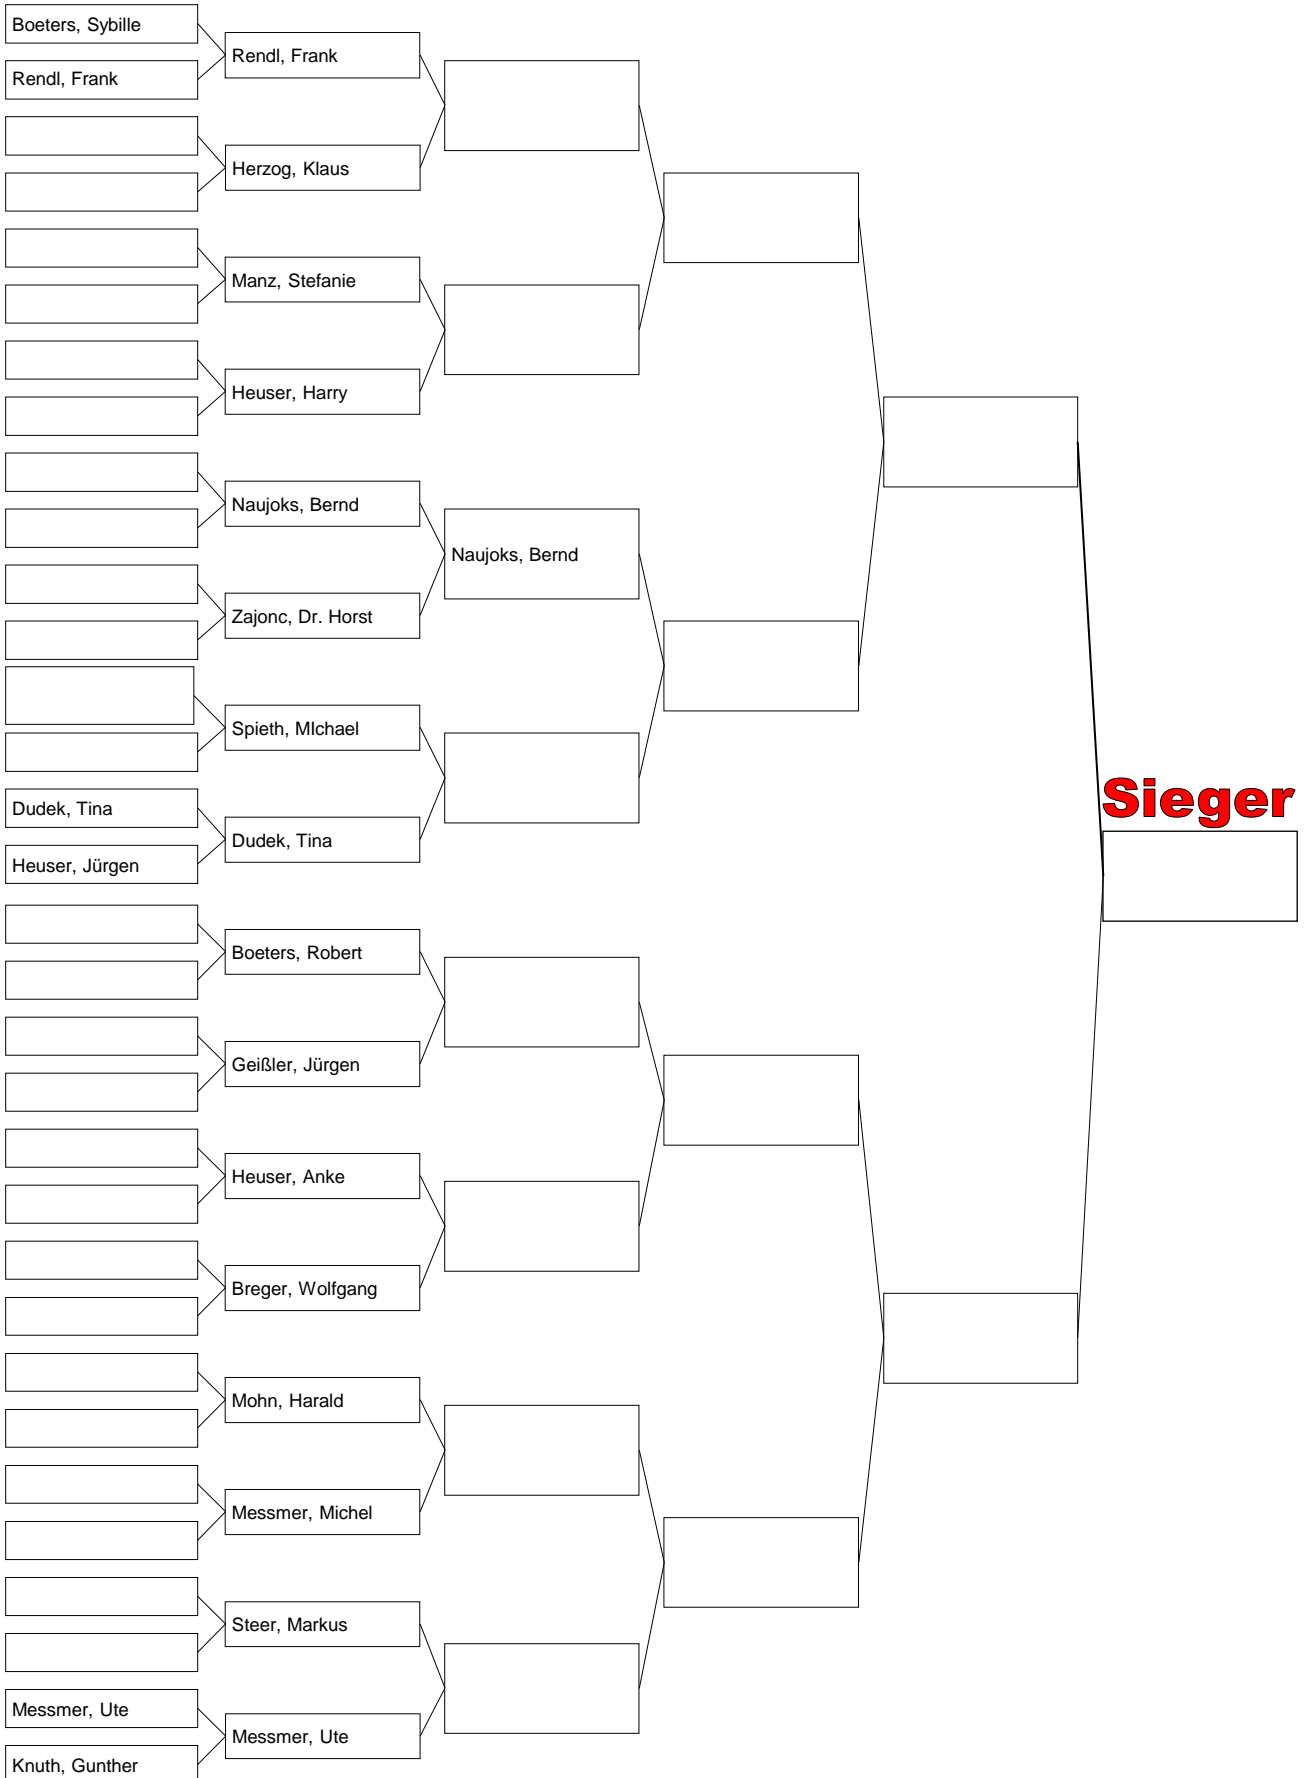 Boeters, Sybille
Rendl, Frank
Rendl, Frank
Herzog, Klaus
Manz, Stefanie
Heuser, Harry
Naujoks, Bernd
Naujoks, Bernd
Zajonc, Dr. Horst
Spieth, MIchael
Sieger
Dudek, Tina
Dudek, Tina
Heuser, Jürgen
Boeters, Robert
Geißler, Jürgen
Heuser, Anke
Breger, Wolfgang
Mohn, Harald
Messmer, Michel
Steer, Markus
Messmer, Ute
Messmer, Ute
Knuth, Gunther